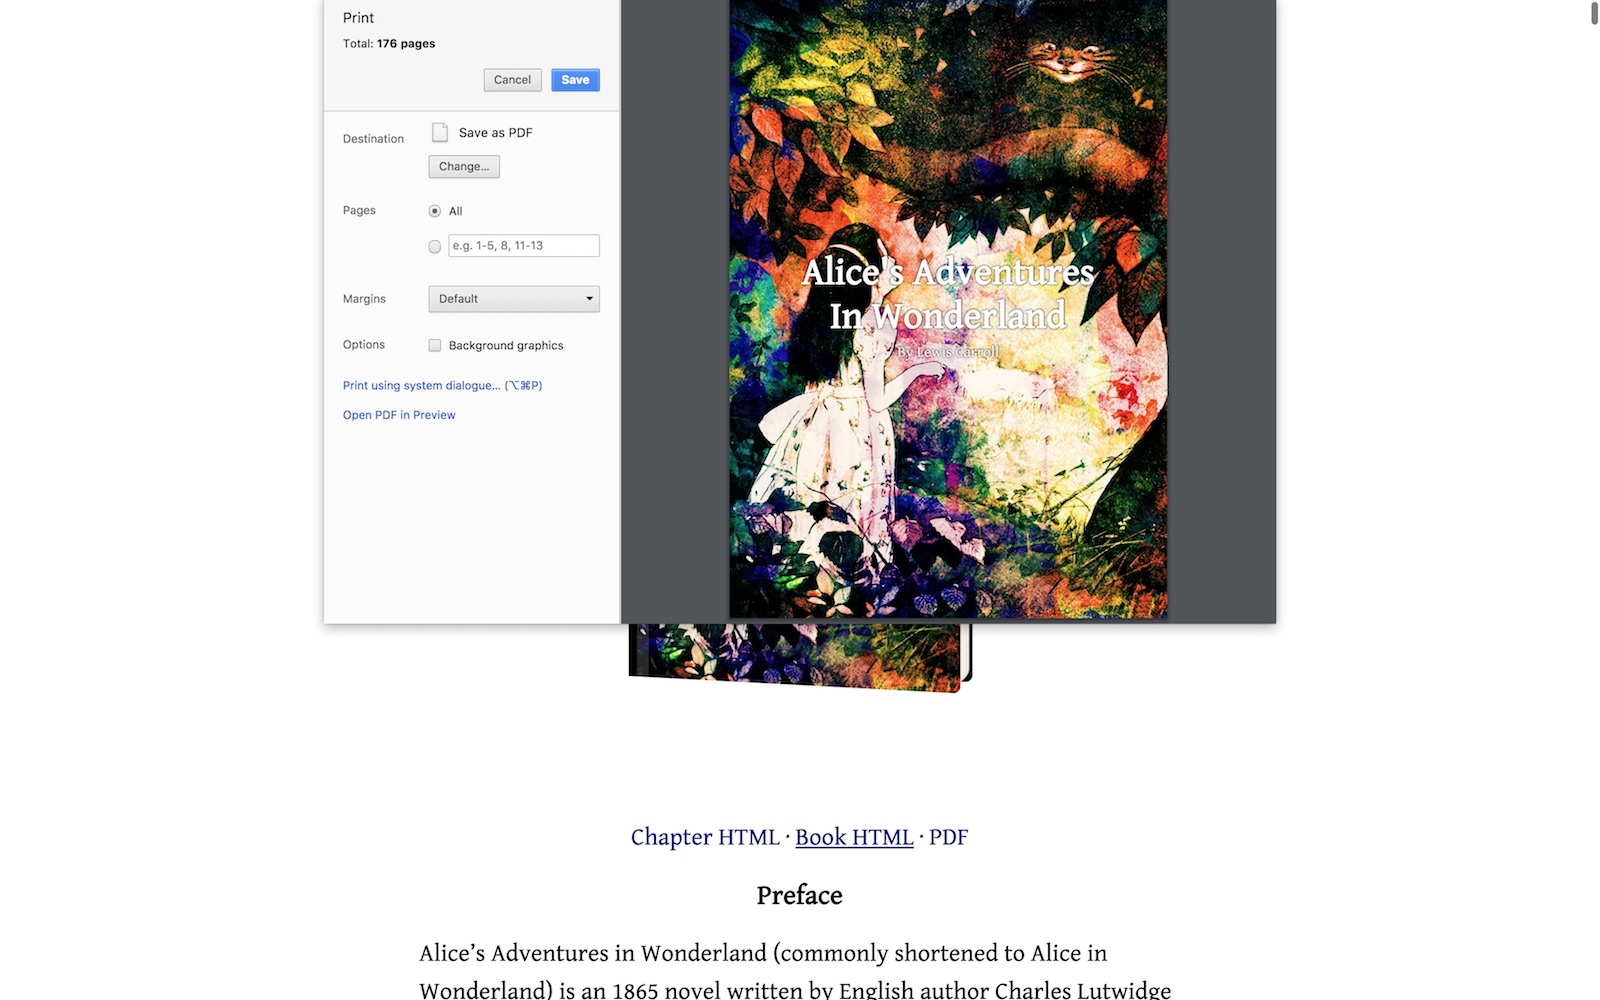 Print
Total: 176 pages
Cancel
Save
Destination
Save as PDF
Change...
Pages
All
e.g. 1-5, 8, 11-13
Margins
Default
Options
Background graphics
Print using system dialogue... (⌥⌘P)
Open PDF in Preview
Alice's Adventures
In Wonderland
By Lewis Carroll
Chapter HTML · Book HTML · PDF
Preface
Alice’s Adventures in Wonderland (commonly shortened to Alice in
Wonderland) is an 1865 novel written by English author Charles Lutwidge